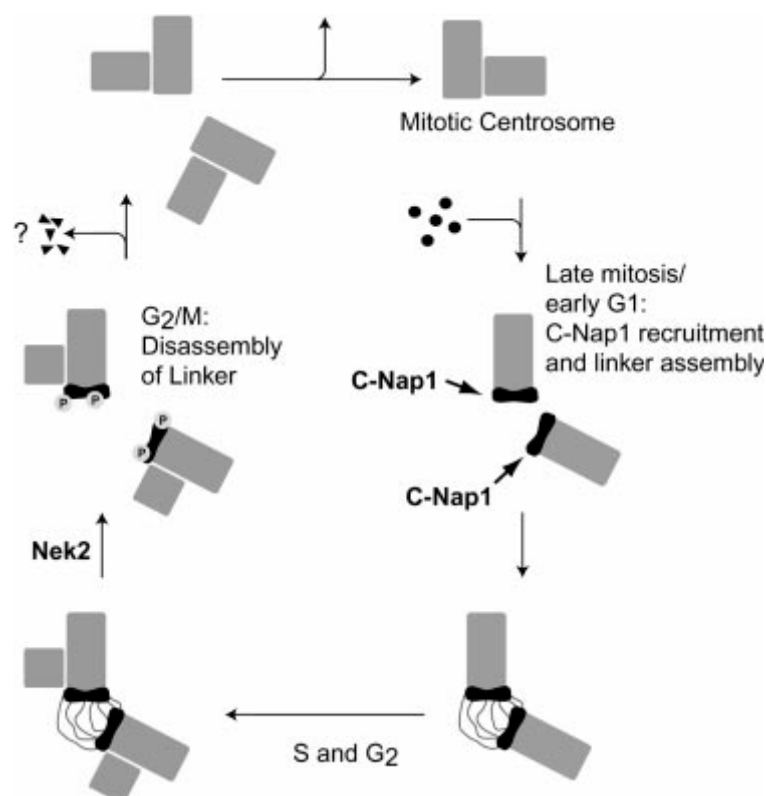 Mitotic Centrosome
?
Late mitosis/
early G1:
C-Nap1 recruitment
and linker assembly
G2/M:
Disassembly
of Linker
C-Nap1
P
P
P
P
C-Nap1
Nek2
S and G2